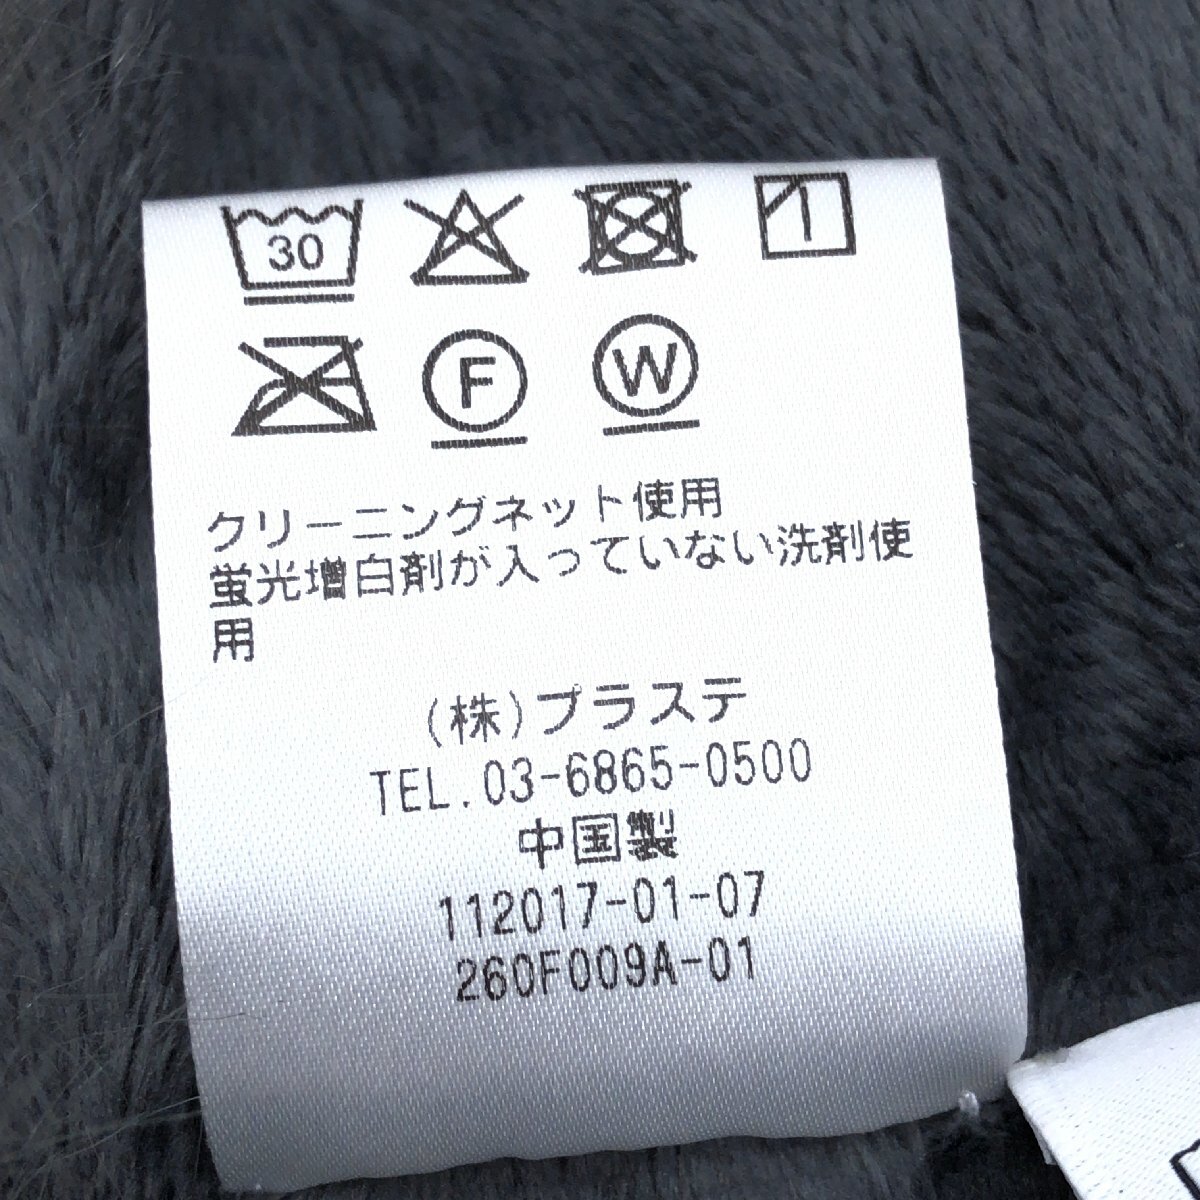 30
F W
クリーニングネット使用
蛍光増白剤が入っていない洗剤使
用
(株)プラステ
TEL.03-6865-0500
中国製
112017-01-07
260F009A-01